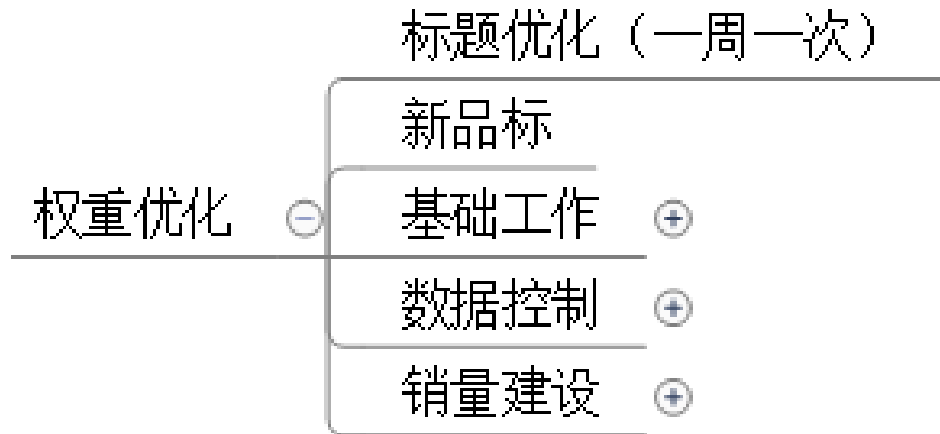 标题优化（一周一次）
新品标
权重优化
基础工作
数据控制
销量建设